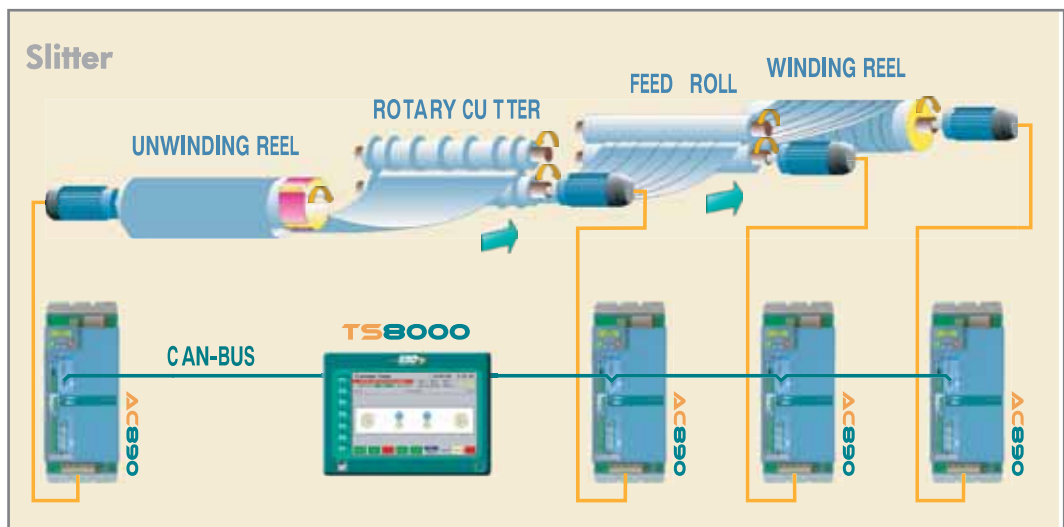 Slitter
WINDING REEL
FEED ROLL
ROTARY CUTTER
UNWINDING REEL
TS8000
CAN-BUS
AC890
AC890
AC890
AC890